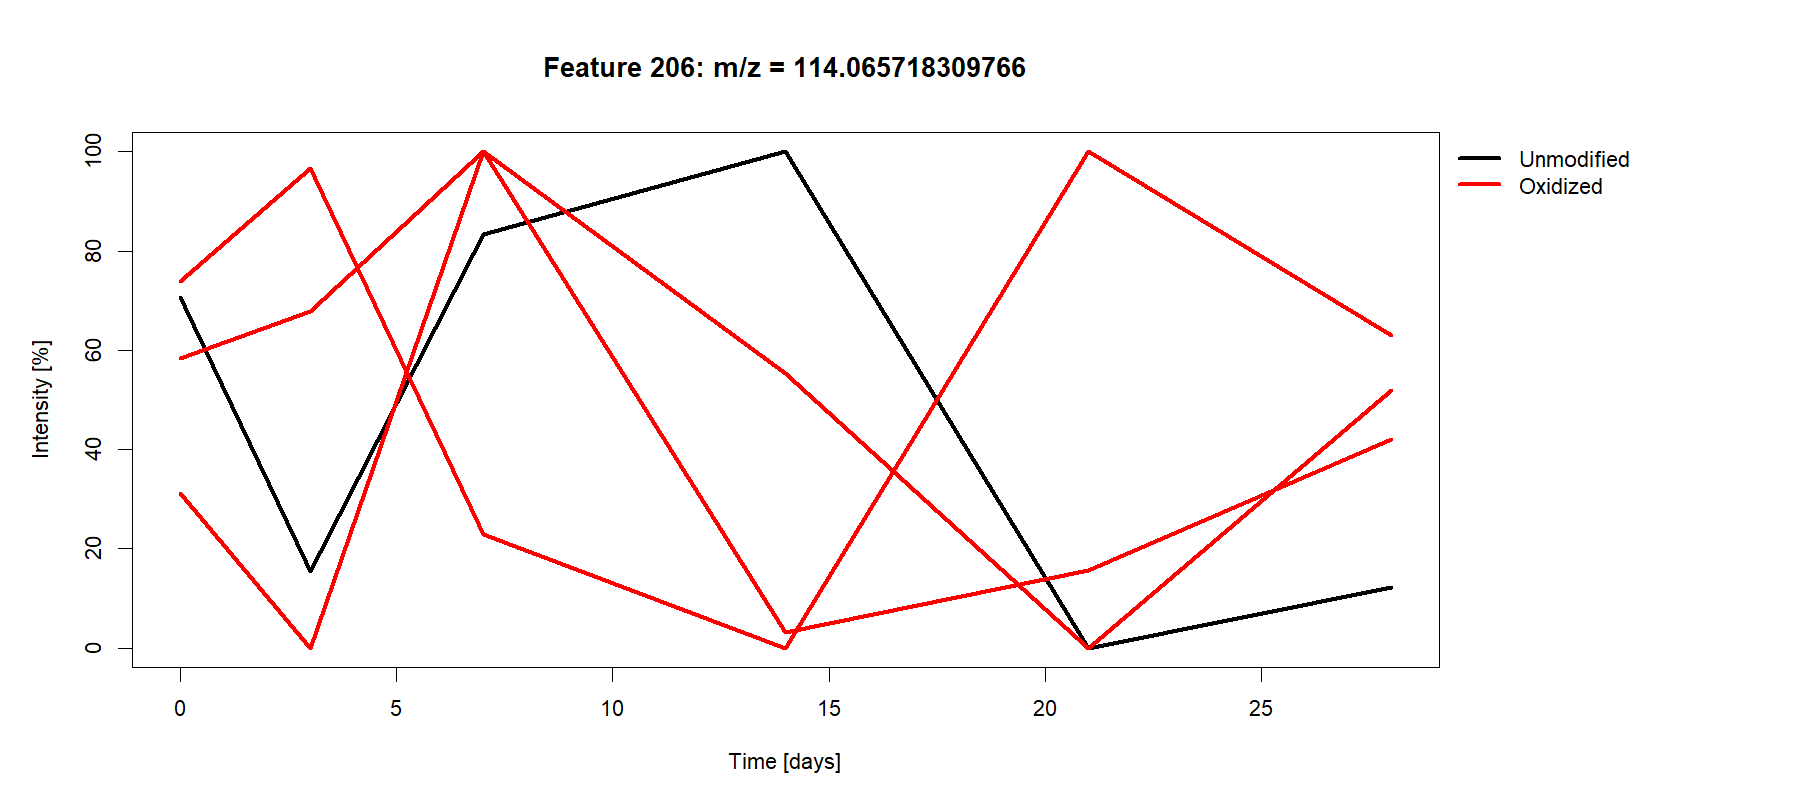 Feature 206: m/z = 114.065718309766
Unmodified
Oxidized
Intensity [%]
100
80
60
40
20
0
0 5 10 15 20 25
Time [days]